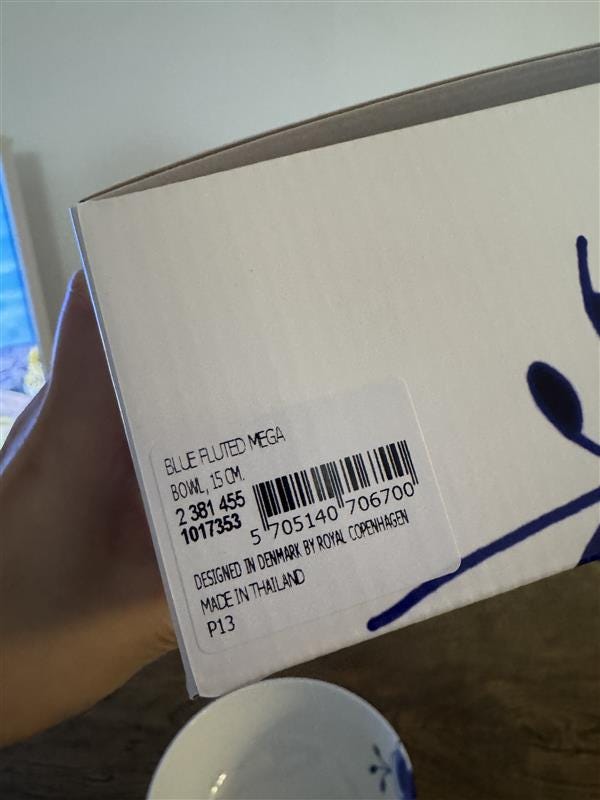 BLUE FLUTED MEGA
BOWL, 15 CM.
2 381 455
1017353
5 705140 706700
DESIGNED IN DENMARK BY ROYAL COPENHAGEN
MADE IN THAILAND
P13